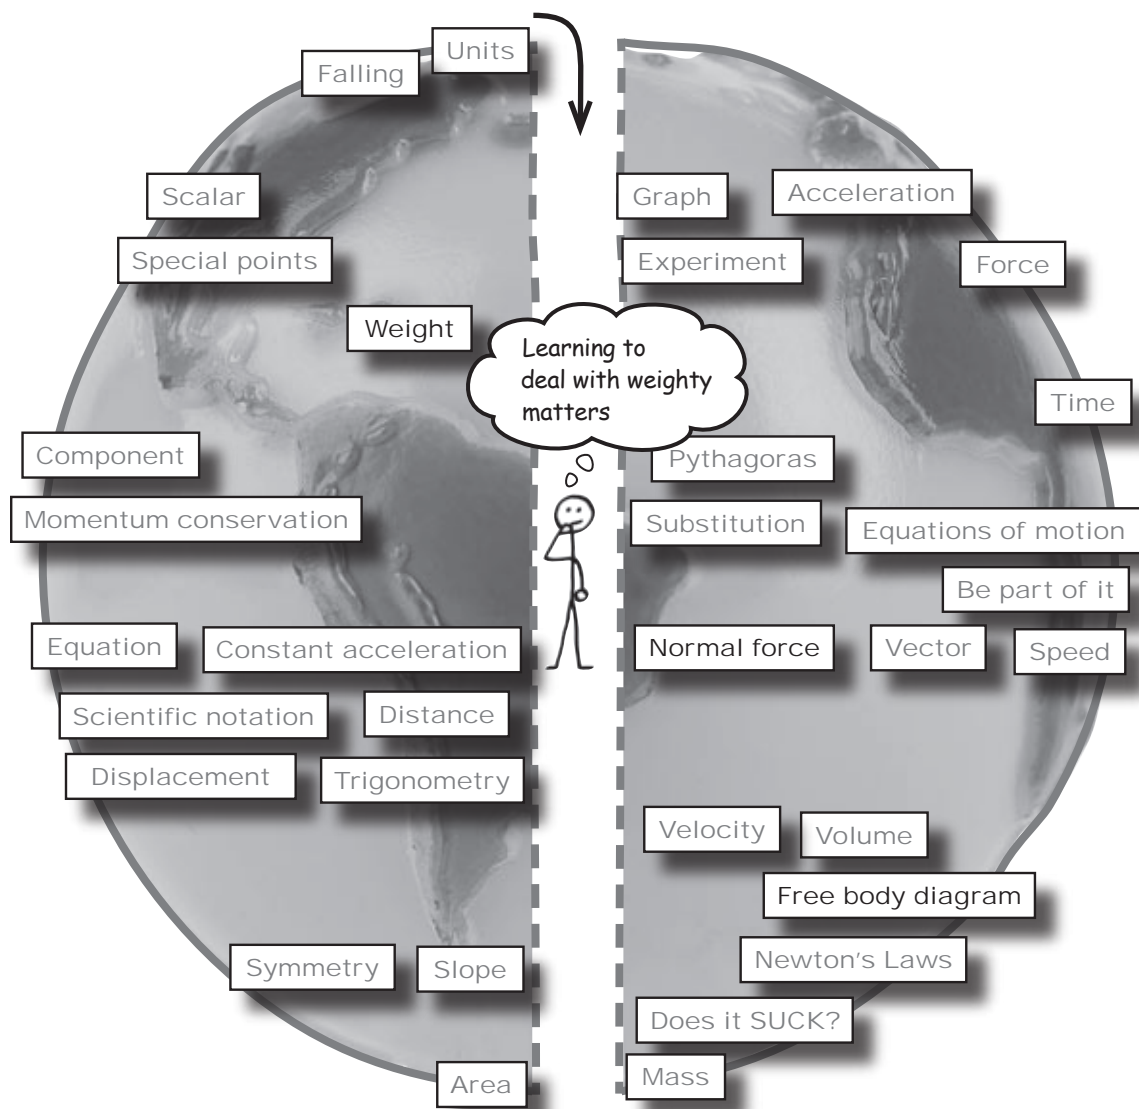 Units
Falling
Scalar
Graph
Acceleration
Special points
Experiment
Force
Weight
Learning to
deal with weighty
matters
Time
Component
Pythagoras
Momentum conservation
Substitution
Equations of motion
Be part of it
Equation
Constant acceleration
Normal force
Vector
Speed
Scientific notation
Distance
Displacement
Trigonometry
Velocity
Volume
Free body diagram
Symmetry
Slope
Newton's Laws
Does it SUCK?
Area
Mass